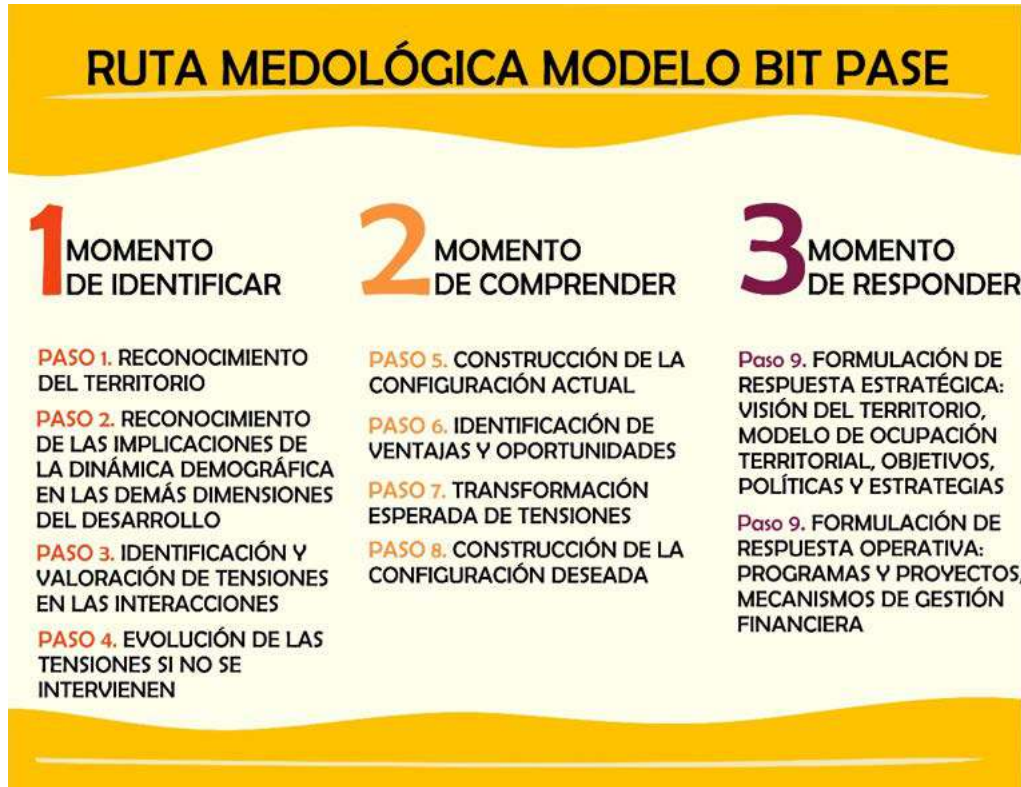 RUTA MEDOLÓGICA MODELO BIT PASE
1 MOMENTO
DE IDENTIFICAR
PASO 1. RECONOCIMIENTO
DEL TERRITORIO
PASO 2. RECONOCIMIENTO
DE LAS IMPLICACIONES DE
LA DINÁMICA DEMOGRÁFICA
EN LAS DEMÁS DIMENSIONES
DEL DESARROLLO
PASO 3. IDENTIFICACIÓN Y
VALORACIÓN DE TENSIONES
EN LAS INTERACCIONES
PASO 4. EVOLUCIÓN DE LAS
TENSIONES SI NO SE
INTERVIENEN
2 MOMENTO
DE COMPRENDER
PASO 5. CONSTRUCCIÓN DE LA
CONFIGURACIÓN ACTUAL
PASO 6. IDENTIFICACIÓN DE
VENTAJAS Y OPORTUNIDADES
PASO 7. TRANSFORMACIÓN
ESPERADA DE TENSIONES
PASO 8. CONSTRUCCIÓN DE LA
CONFIGURACIÓN DESEADA
3 MOMENTO
DE RESPONDER
Paso 9. FORMULACIÓN DE
RESPUESTA ESTRATÉGICA:
VISIÓN DEL TERRITORIO,
MODELO DE OCUPACIÓN
TERRITORIAL, OBJETIVOS,
POLÍTICAS Y ESTRATEGIAS
Paso 9. FORMULACIÓN DE
RESPUESTA OPERATIVA:
PROGRAMAS Y PROYECTOS,
MECANISMOS DE GESTIÓN
FINANCIERA